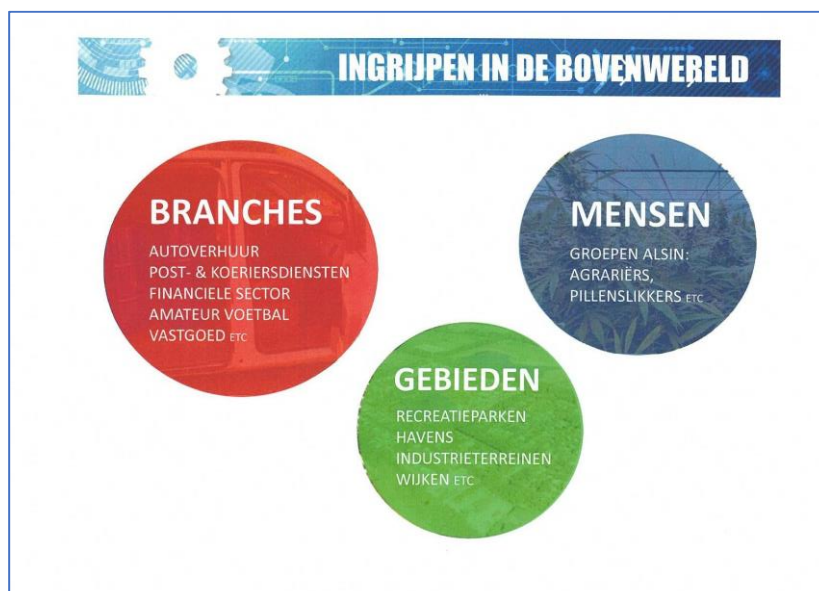 INGRIJPEN IN DE BOVENWERELD
BRANCHES
AUTOVERHUUR
POST- & KOERIERSDIENSTEN
FINANCIELE SECTOR
AMATEUR VOETBAL
VASTGOED ETC
MENSEN
GROEPEN ALSIN:
AGRARIËRS,
PILLENSLIKKERS ETC
GEBIEDEN
RECREATIEPARKEN
HAVENS
INDUSTRIETERREINEN
WIJKEN ETC